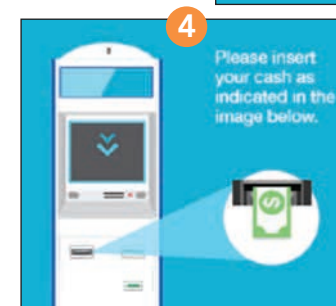 4
Please insert
your cash as
indicated in the
image below.
$